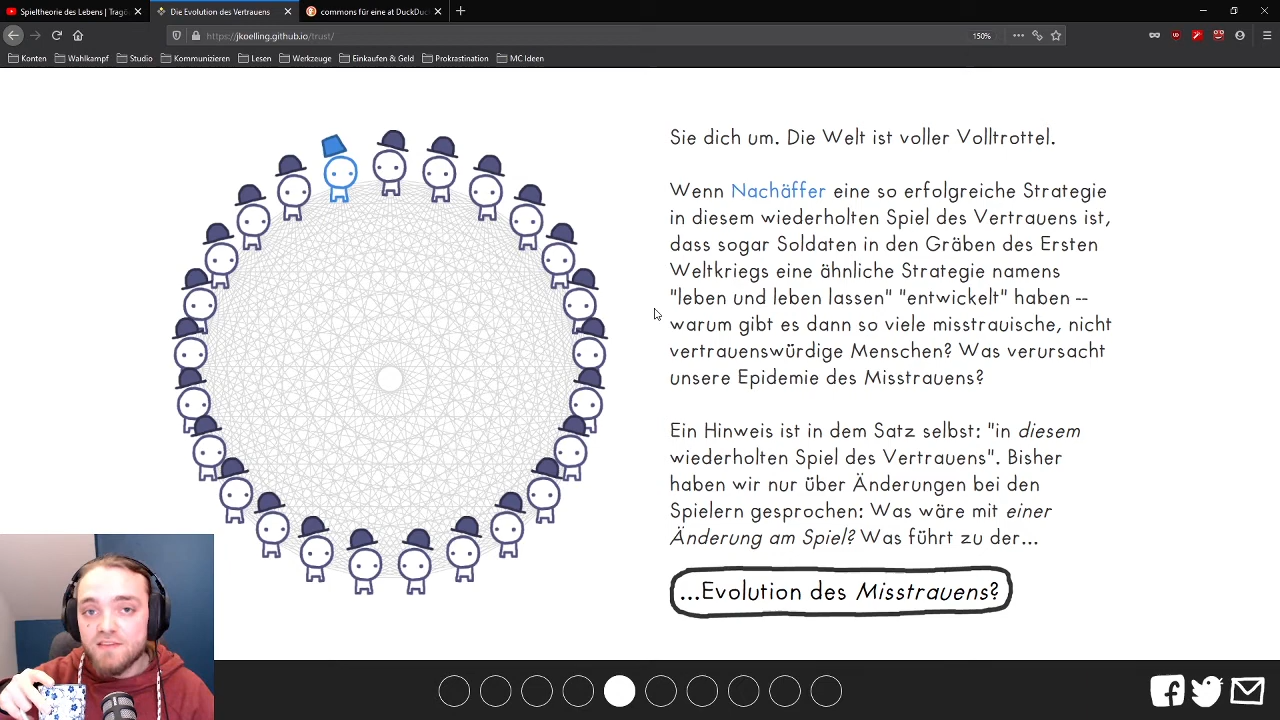 Spieltheorie des Lebens | Tragö
Die Evolution des Vertrauens
commons für eine at DuckDuc
https://jkoelling.github.io/trust/
150%
Konten
Wahlkampf
Studio
Kommunizieren
Lesen
Werkzeuge
Einkaufen & Geld
Prokrastination
MC Ideen
Sie dich um. Die Welt ist voller Volltrottel.
Wenn Nachäffer eine so erfolgreiche Strategie
in diesem wiederholten Spiel des Vertrauens ist,
dass sogar Soldaten in den Gräben des Ersten
Weltkriegs eine ähnliche Strategie namens
"leben und leben lassen" "entwickelt" haben --
warum gibt es dann so viele misstrauische, nicht
vertrauenswürdige Menschen? Was verursacht
unsere Epidemie des Misstrauens?
Ein Hinweis ist in dem Satz selbst: "in diesem
wiederholten Spiel des Vertrauens". Bisher
haben wir nur über Änderungen bei den
Spielern gesprochen: Was wäre mit einer
Änderung am Spiel? Was führt zu der...
...Evolution des Misstrauens?